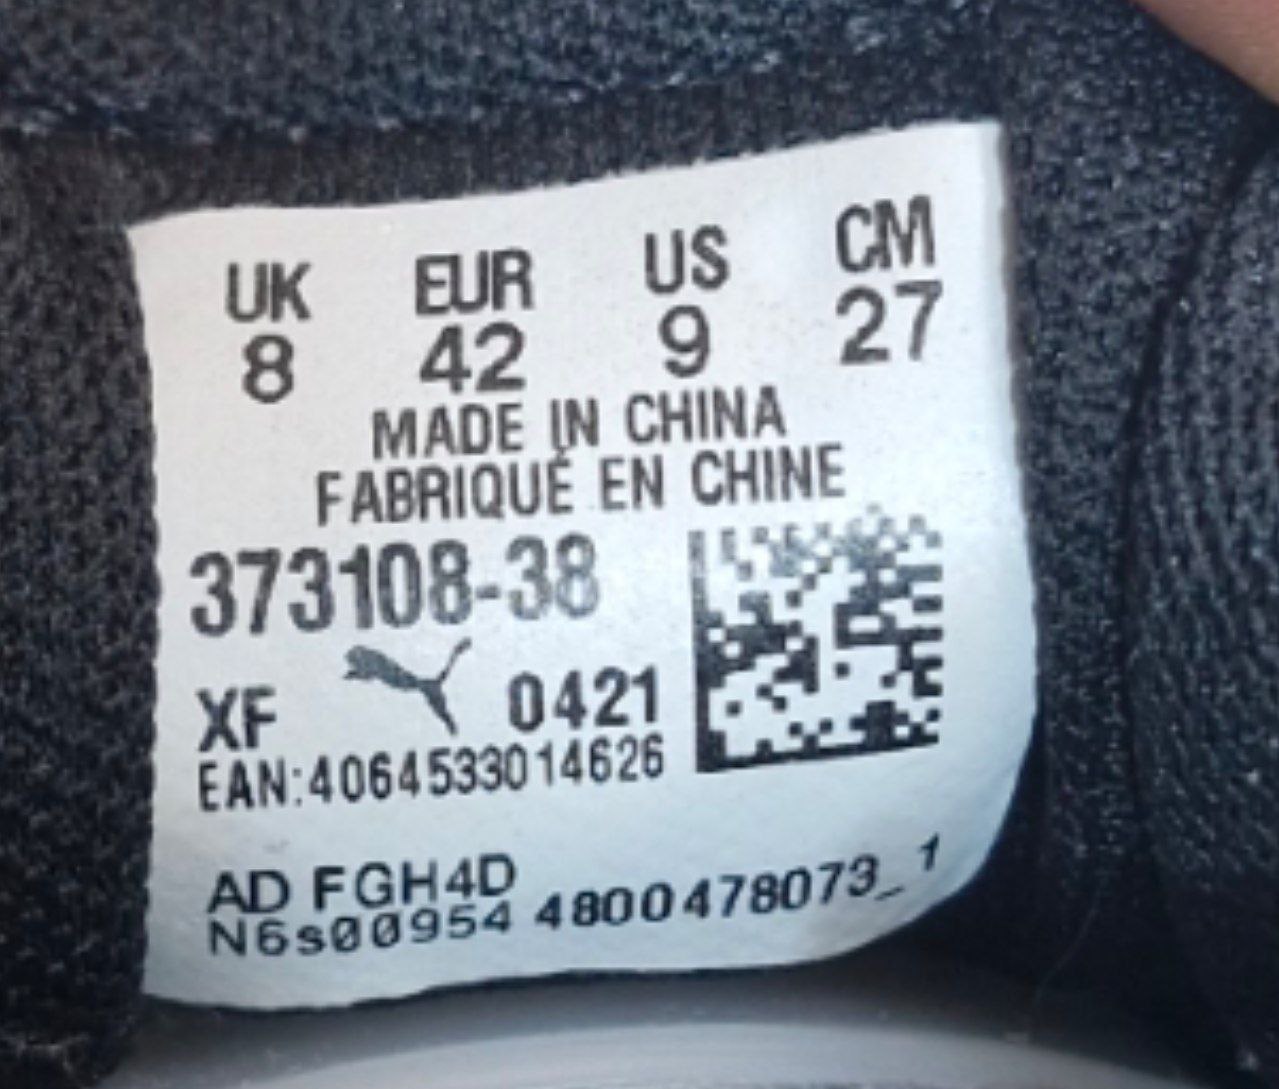 UK EUR US CM
8 42 9 27
MADE IN CHINA
FABRIQUÉ EN CHINE
373108-38
XF 0421
EAN:4064533014626
AD FGH4D
N6s00954 4800478073_1